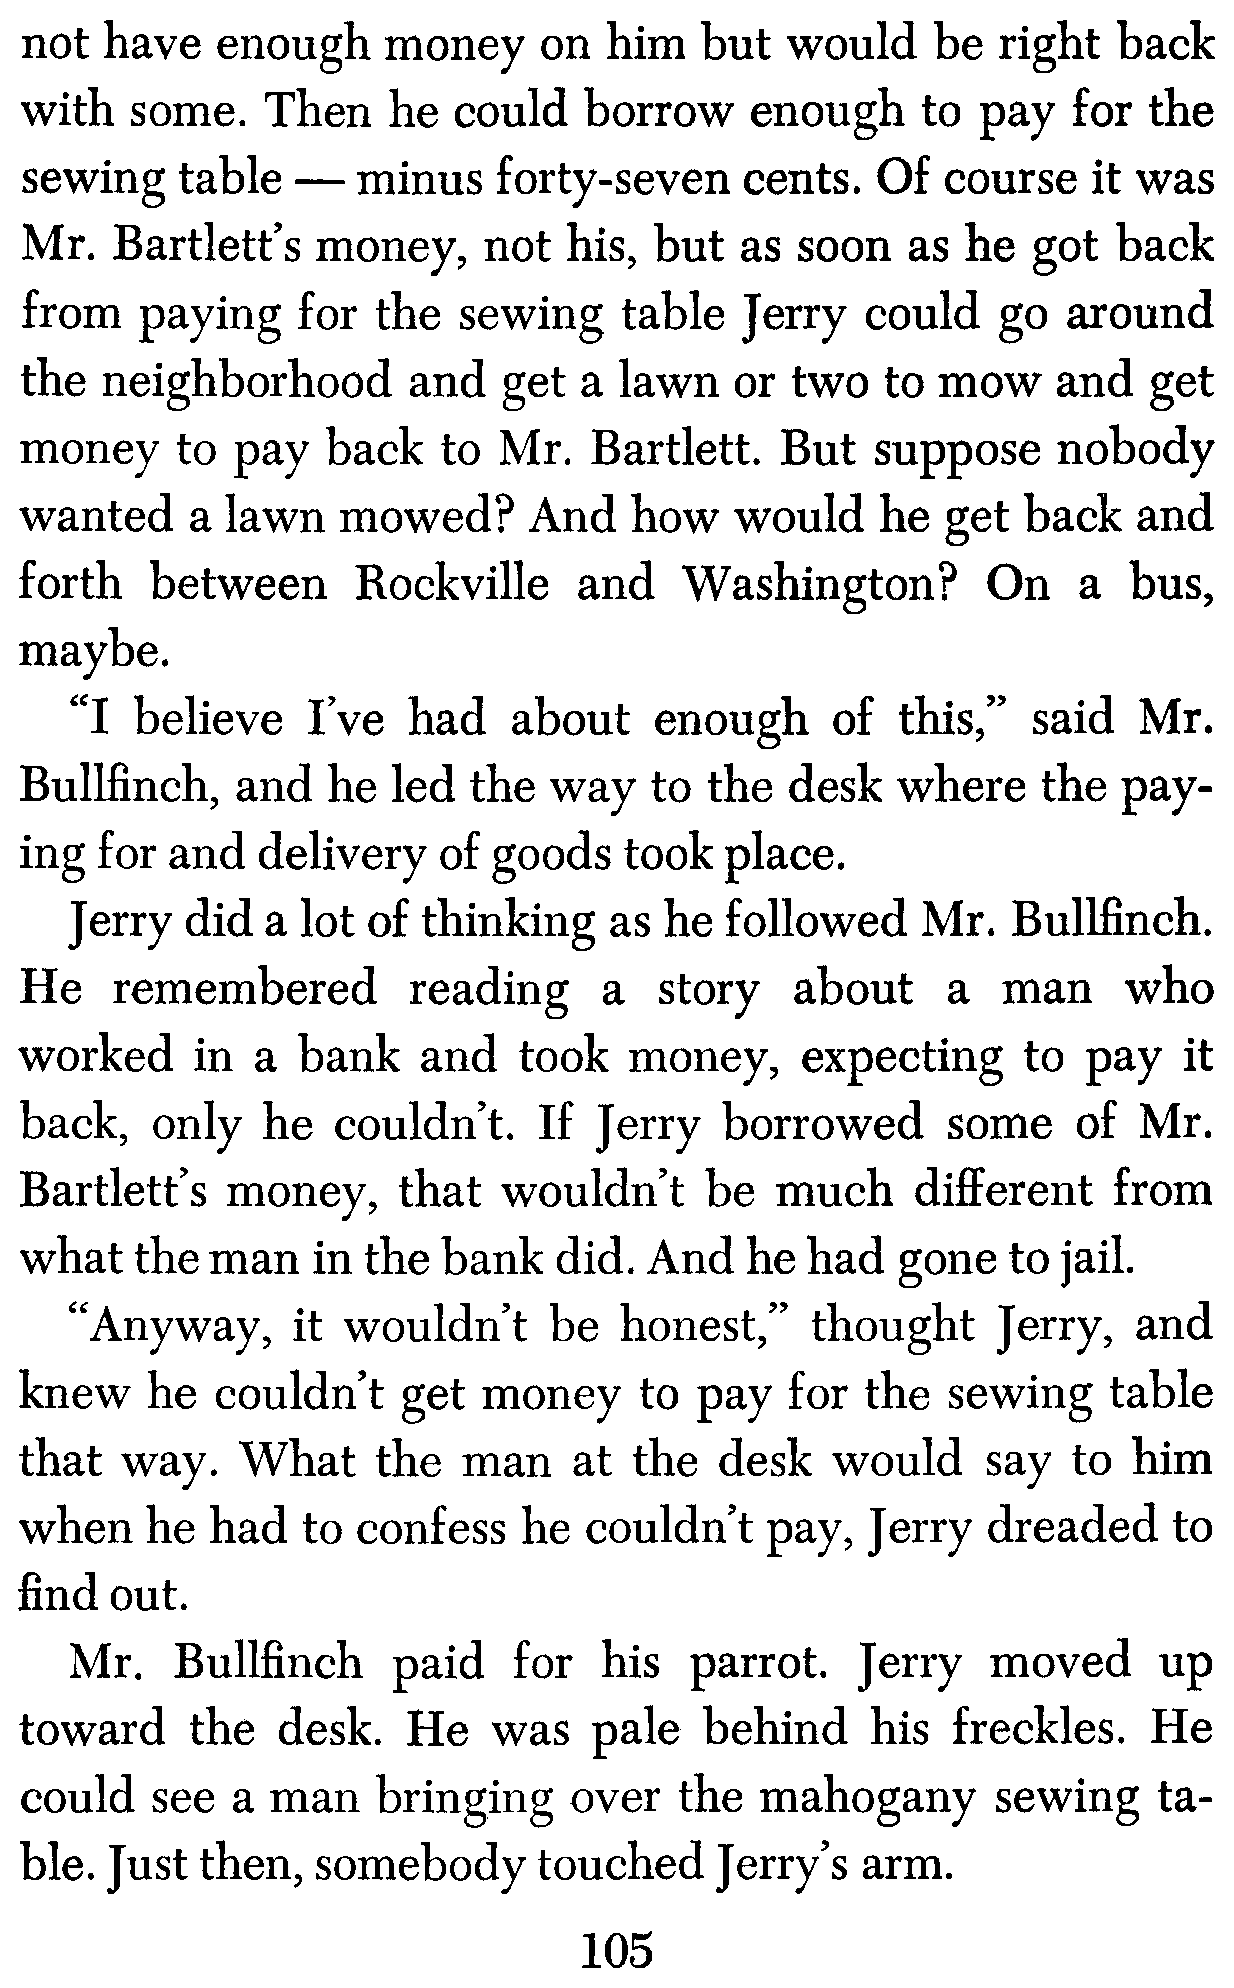 not have enough money on him but would be right back
with some. Then he could borrow enough to pay for the
sewing table — minus forty-seven cents. Of course it was
Mr. Bartlett's money, not his, but as soon as he got back
from paying for the sewing table Jerry could go around
the neighborhood and get a lawn or two to mow and get
money to pay back to Mr. Bartlett. But suppose nobody
wanted a lawn mowed? And how would he get back and
forth between Rockville and Washington? On a bus,
maybe.
“I believe I've had about enough of this,” said Mr.
Bullfinch, and he led the way to the desk where the pay-
ing for and delivery of goods took place.
Jerry did a lot of thinking as he followed Mr. Bullfinch.
He remembered reading a story about a man who
worked in a bank and took money, expecting to pay it
back, only he couldn't. If Jerry borrowed some of Mr.
Bartlett's money, that wouldn't be much different from
what the man in the bank did. And he had gone to jail.
“Anyway, it wouldn't be honest,” thought Jerry, and
knew he couldn't get money to pay for the sewing table
that way. What the man at the desk would say to him
when he had to confess he couldn't pay, Jerry dreaded to
find out.
Mr. Bullfinch paid for his parrot. Jerry moved up
toward the desk. He was pale behind his freckles. He
could see a man bringing over the mahogany sewing ta-
ble. Just then, somebody touched Jerry's arm.
105